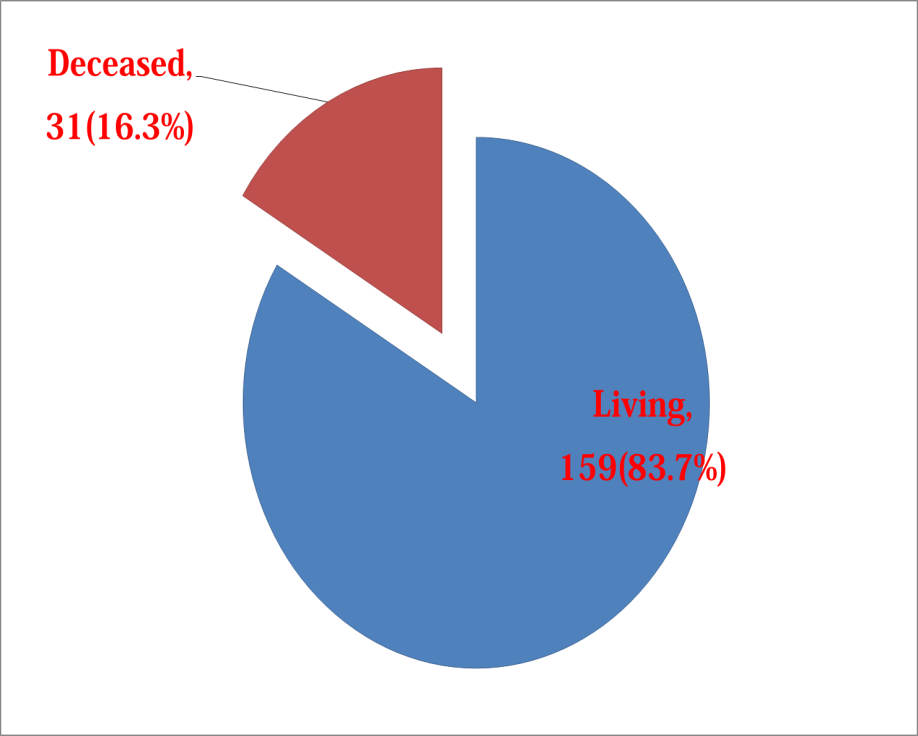 Deceased,
31(16.3%)
Living,
159(83.7%)